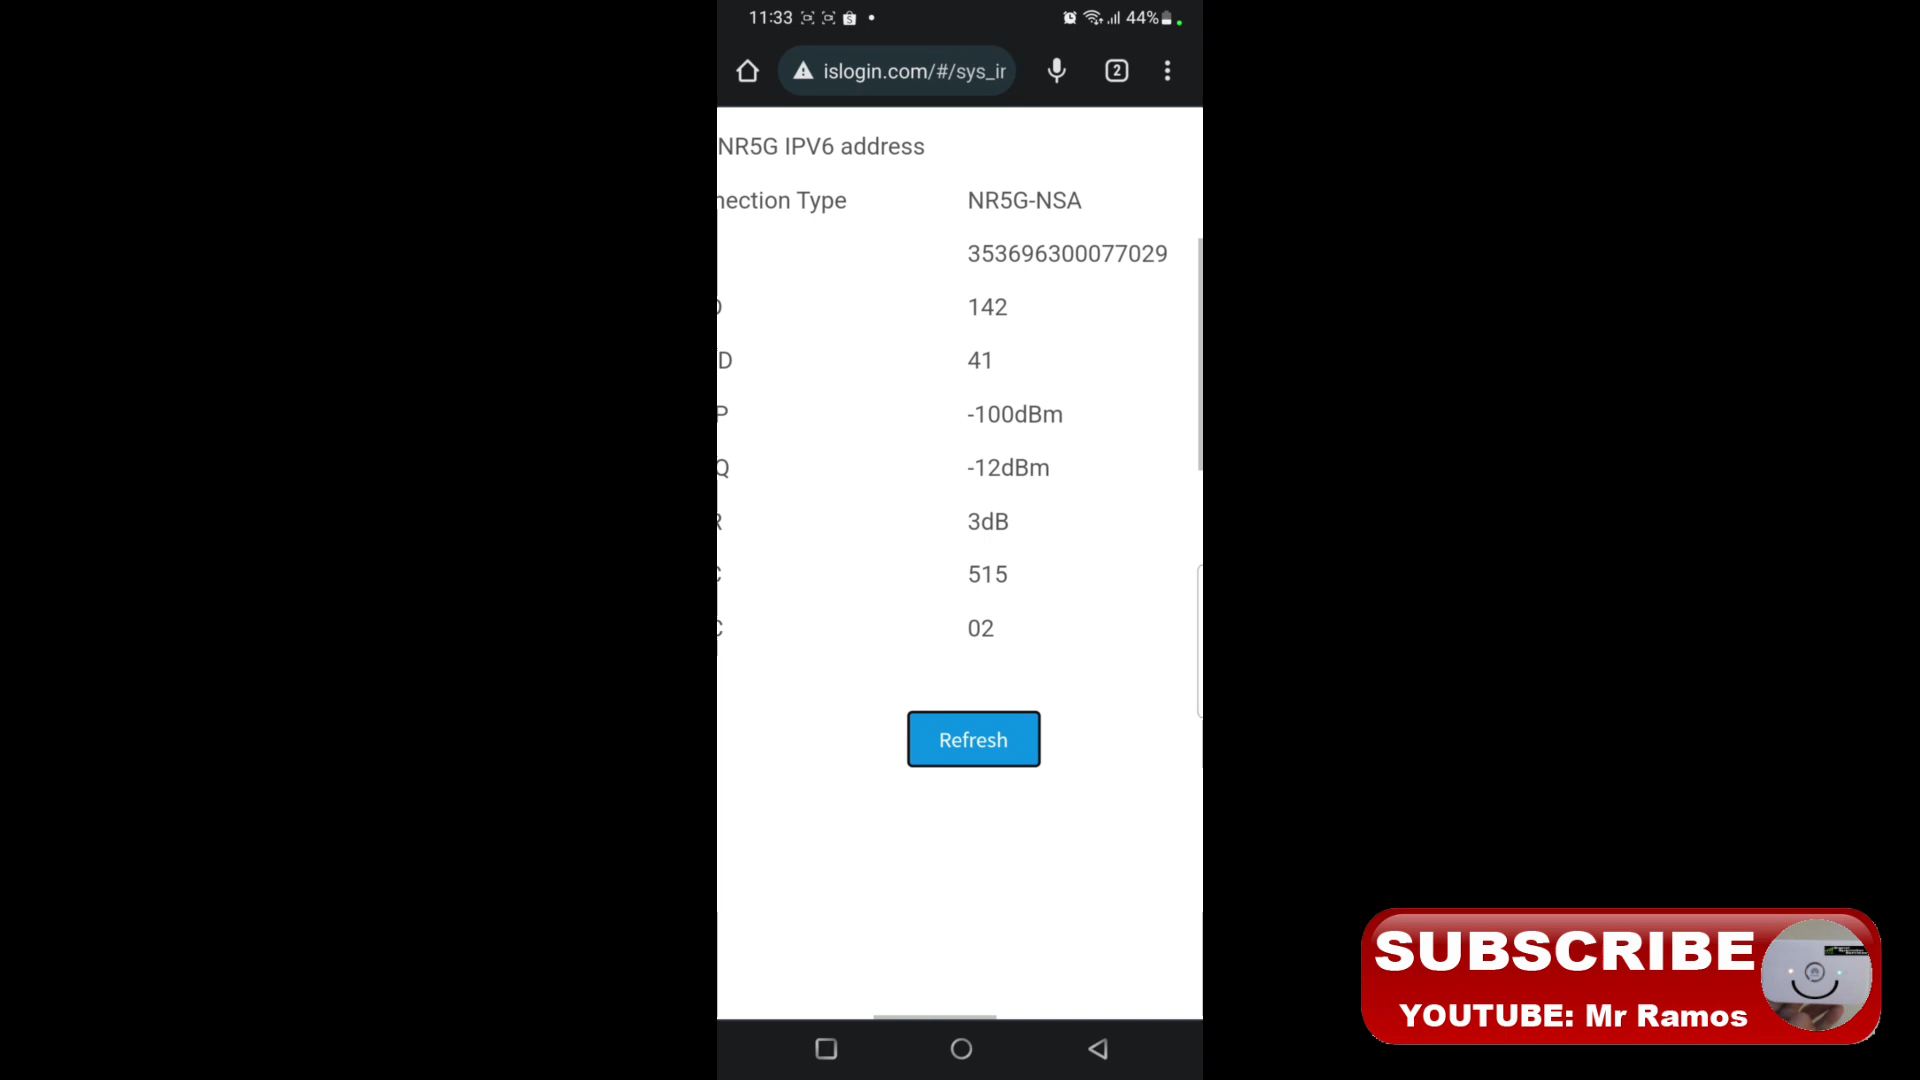 11:33
44%
islogin.com/#/sys_ir
2
NR5G IPV6 address
nection Type NR5G-NSA
353696300077029
D 142
D 41
P -100dBm
Q -12dBm
R 3dB
C 515
C 02
Refresh
SUBSCRIBE
YOUTUBE: Mr Ramos